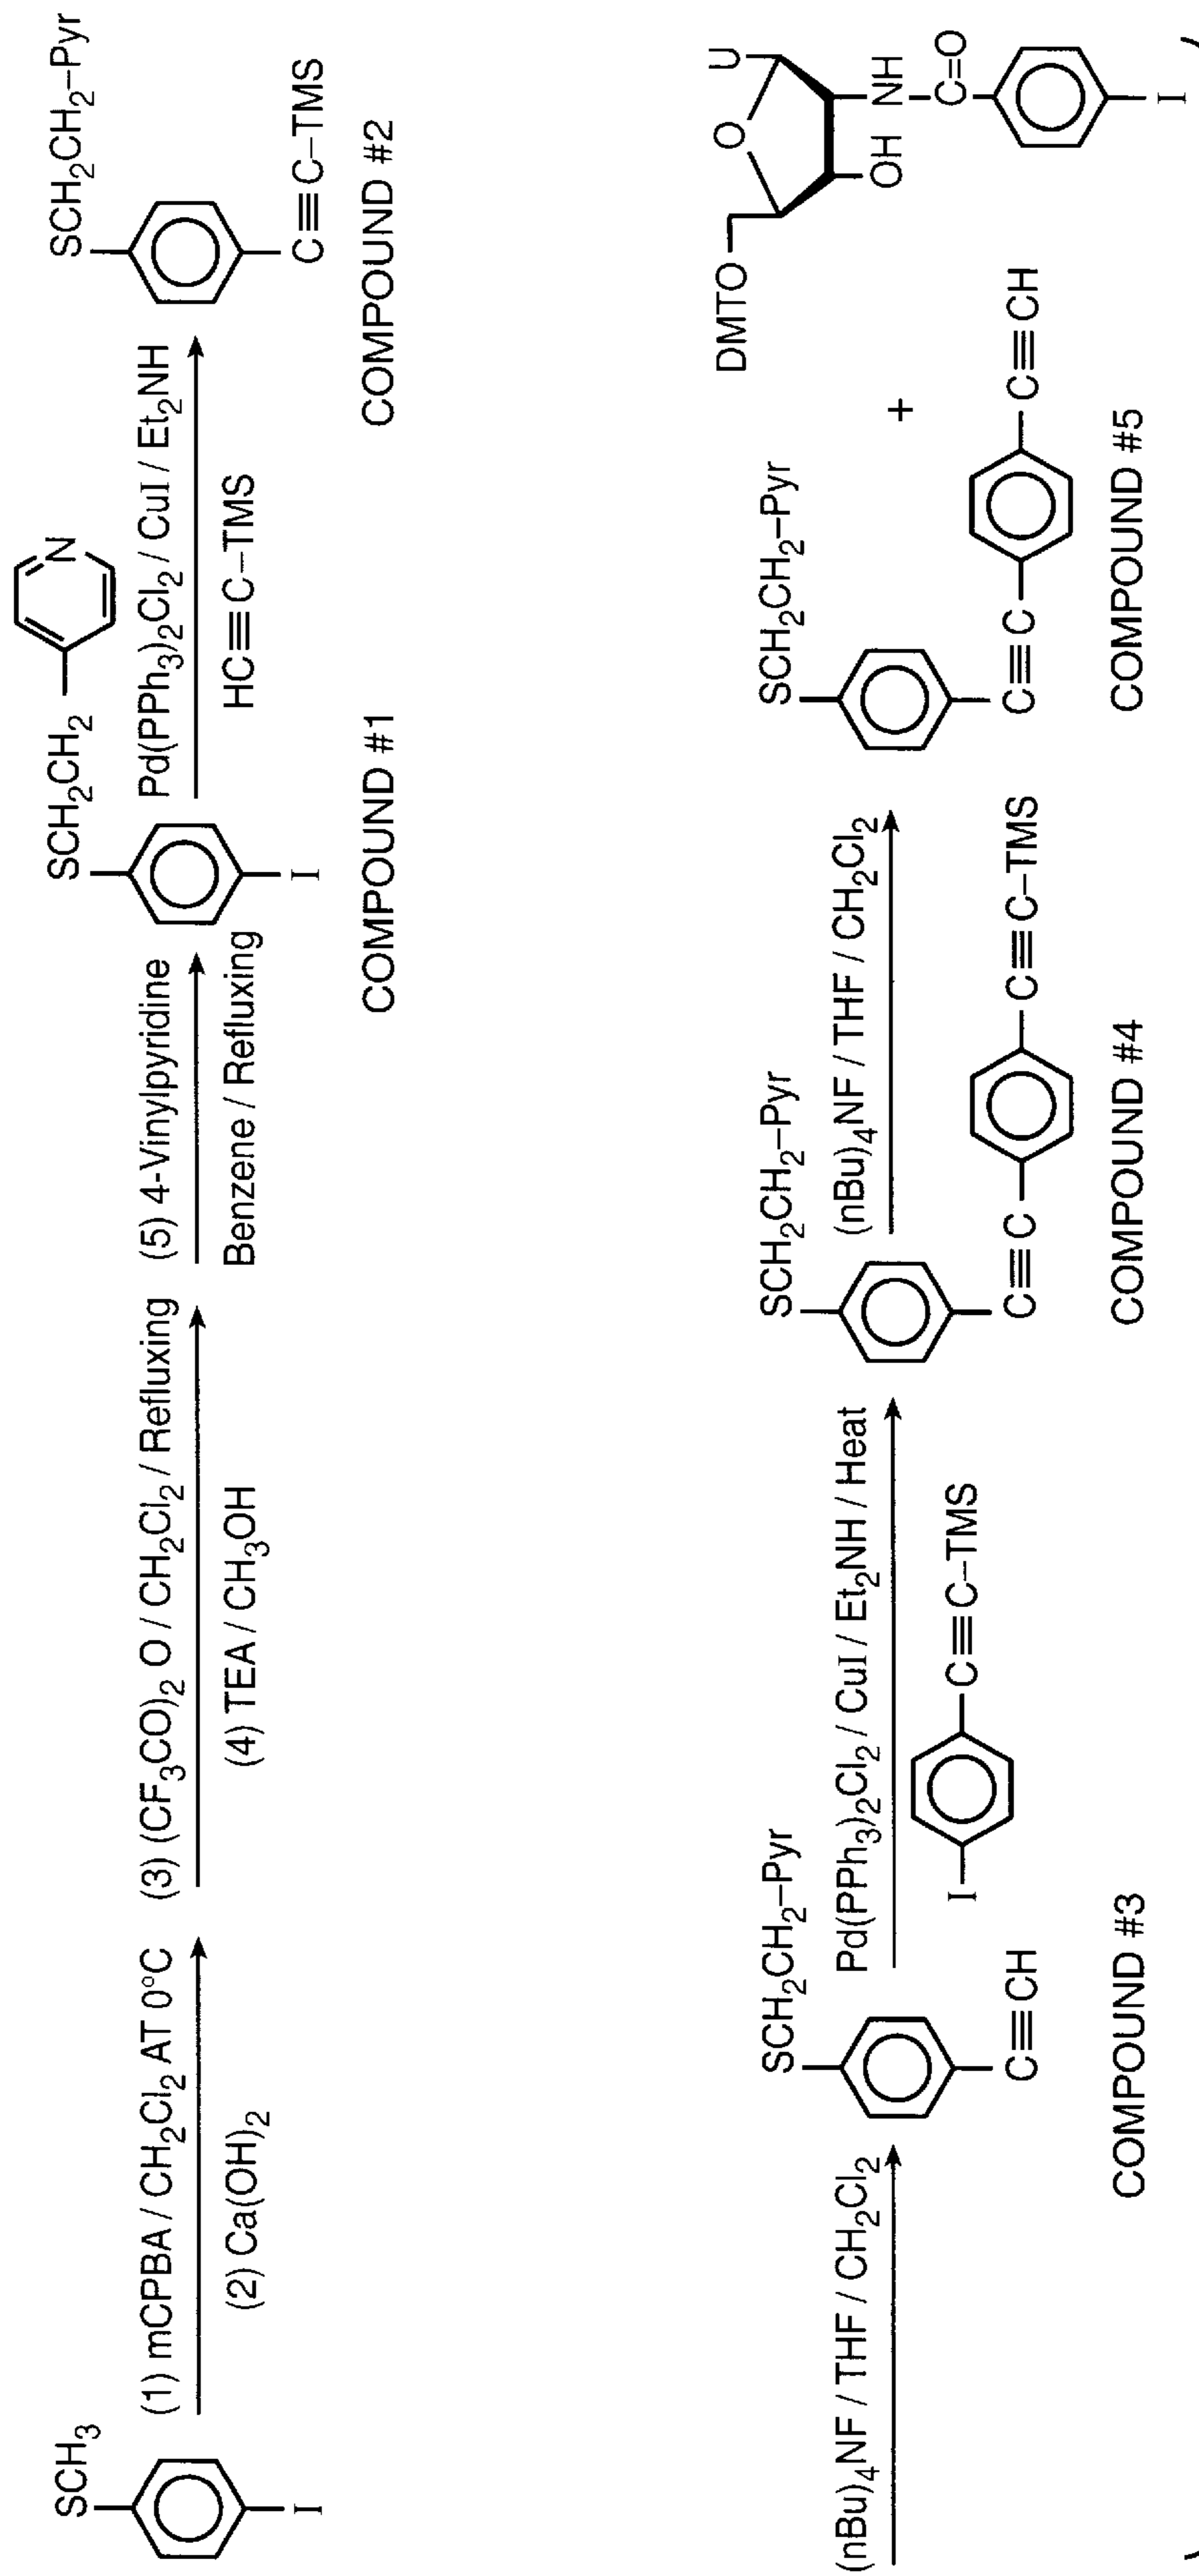 SCH3
I
(1) mCPBA / CH2Cl2 AT 0°C
(2) Ca(OH)2
(3) (CF3CO)2 O / CH2Cl2 / Refluxing
(4) TEA / CH3OH
(5) 4-Vinylpyridine
Benzene / Refluxing
SCH2CH2
N
I
COMPOUND #1
Pd(PPh3)2Cl2 / CuI / Et2NH
HC≡C–TMS
SCH2CH2–Pyr
C≡C–TMS
COMPOUND #2
(nBu)4NF / THF / CH2Cl2
SCH2CH2–Pyr
C≡CH
COMPOUND #3
Pd(PPh3)2Cl2 / CuI / Et2NH / Heat
I
C≡C–TMS
SCH2CH2–Pyr
C≡C
C≡C–TMS
COMPOUND #4
(nBu)4NF / THF / CH2Cl2
SCH2CH2–Pyr
C≡C
C≡CH
COMPOUND #5
+
DMTO
O
U
OH
NH
C=O
I